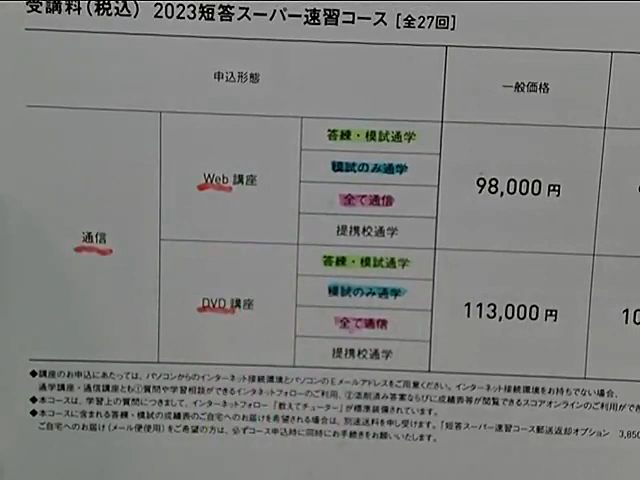 受講料(税込) 2023短答スーパー速習コース [全27回]
申込形態
一般価格
通信
Web 講座
答練・模試通学
模試のみ通学
全て通信
提携校通学
98,000 円
DVD 講座
答練・模試通学
模試のみ通学
全て通信
提携校通学
113,000 円
10
◆講座のお申込にあたっては、パソコンからのインターネット接続環境とパソコンのEメールアドレスをご用意ください。インターネット接続環境をお持ちでない場合、
通学講座・通信講座とも①質問や学習相談ができるインターネットフォローのご利用、②添削済み答案ならびに成績表等が閲覧できるスコアオンラインのご利用ができ
◆本コースは、学習上の質問につきまして、インターネットフォロー「教えてチューター」が標準装備されています。
◆本コースに含まれる答練・模試の成績表のご自宅へのお届けを希望される場合は、別途送料を申し受けます。「短答スーパー速習コース郵送返却オプション 3,850
ご自宅へのお届け(メール便使用)をご希望の方は、必ずコース申込時に同時にお手続きをお願いいたします。